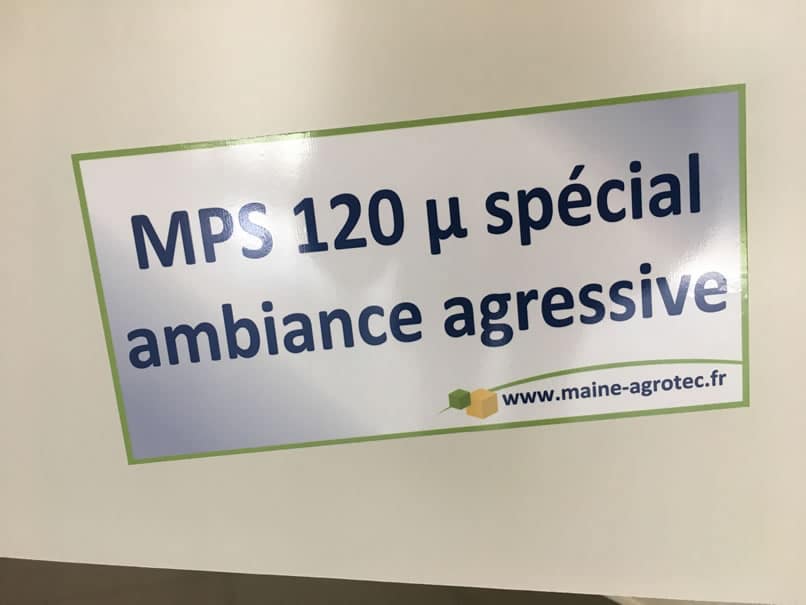 MPS 120 µ spécial
ambiance agressive
www.maine-agrotec.fr